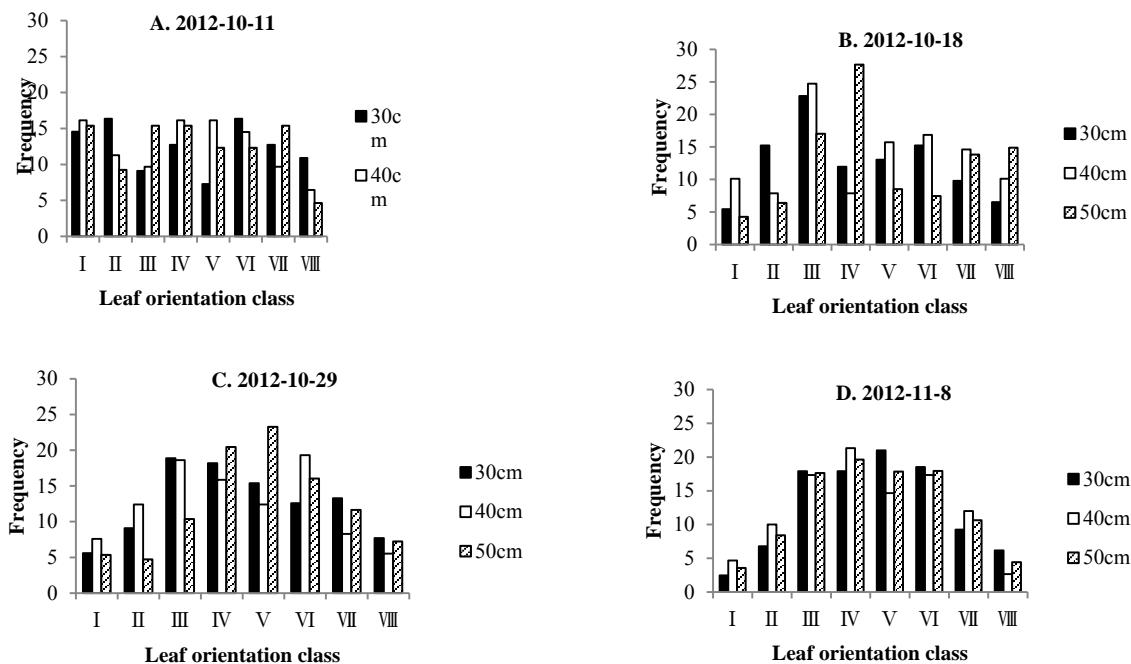 A. 2012-10-11
30
25
20
15
10
5
0
Frequency
I II III IV V VI VII VIII
Leaf orientation class
30c
m
40c
m
B. 2012-10-18
30
25
20
15
10
5
0
Frequency
I II III IV V VI VII VIII
Leaf orientation class
30cm
40cm
50cm
C. 2012-10-29
30
25
20
15
10
5
0
Frequency
I II III IV V VI VII VIII
Leaf orientation class
30cm
40cm
50cm
D. 2012-11-8
30
25
20
15
10
5
0
Frequency
I II III IV V VI VII VIII
Leaf orientation class
30cm
40cm
50cm